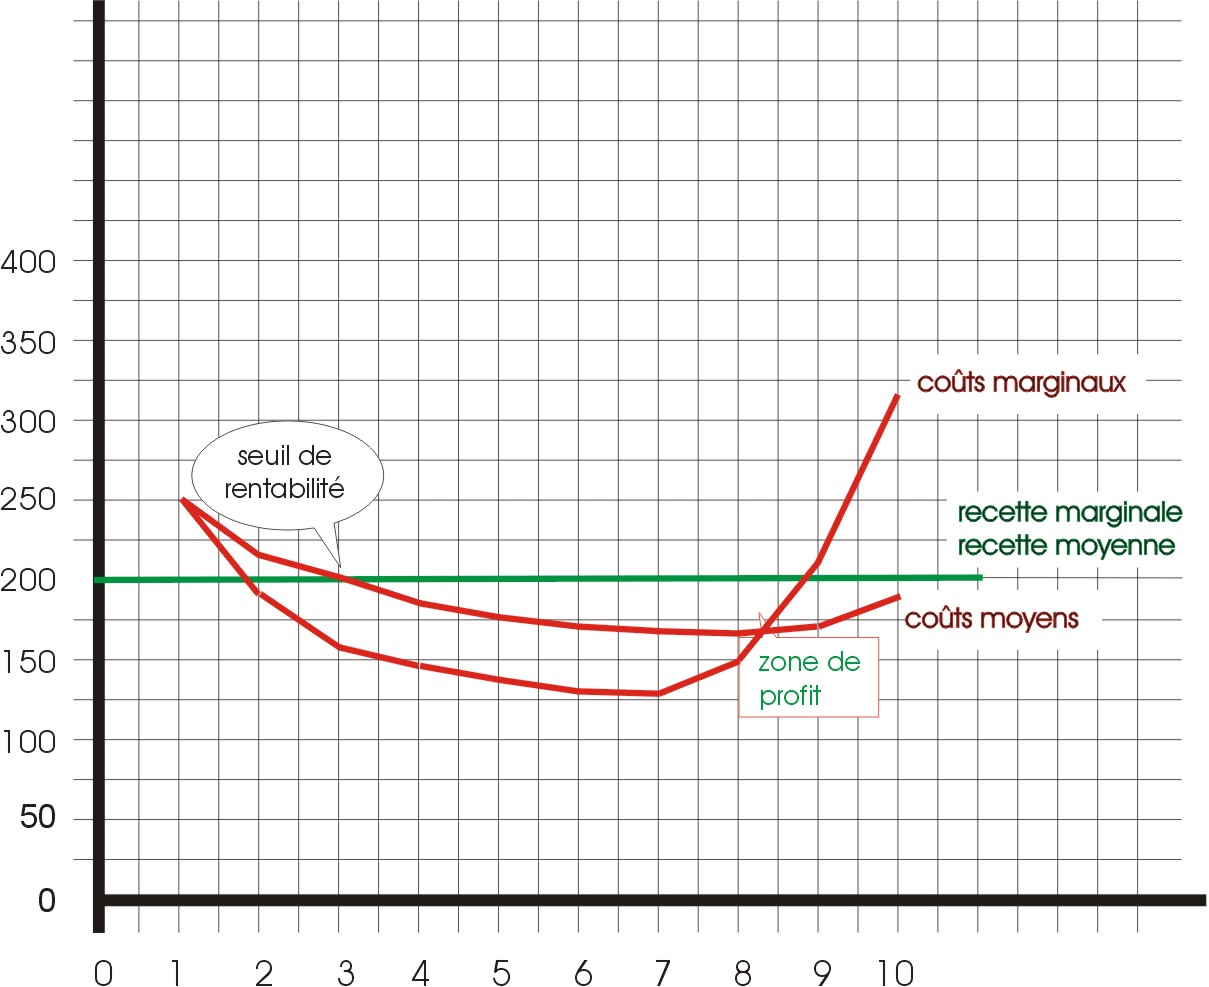 400
350
300
250
200
150
100
50
0
seuil de
rentabilité
coûts marginaux
recette marginale
recette moyenne
coûts moyens
zone de
profit
0 1 2 3 4 5 6 7 8 9 10